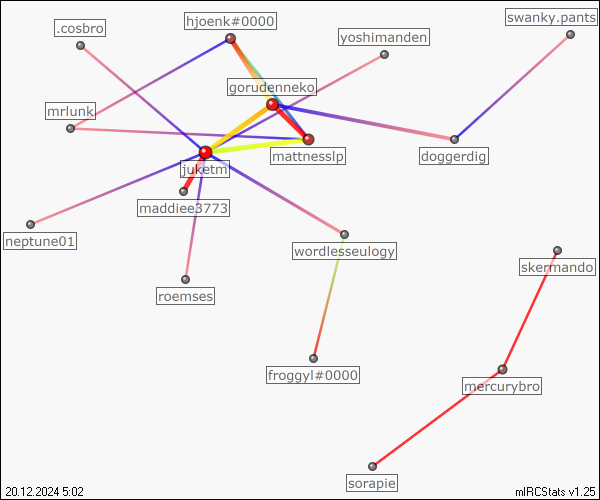 hjoenk#0000
swanky.pants
.cosbro
yoshimanden
gorudenneko
mrlunk
mattnesslp
doggerdig
juketm
maddiee3773
neptune01
wordlesseulogy
skermando
roemses
froggyl#0000
mercurybro
sorapie
20.12.2024 5:02
mIRCStats v1.25